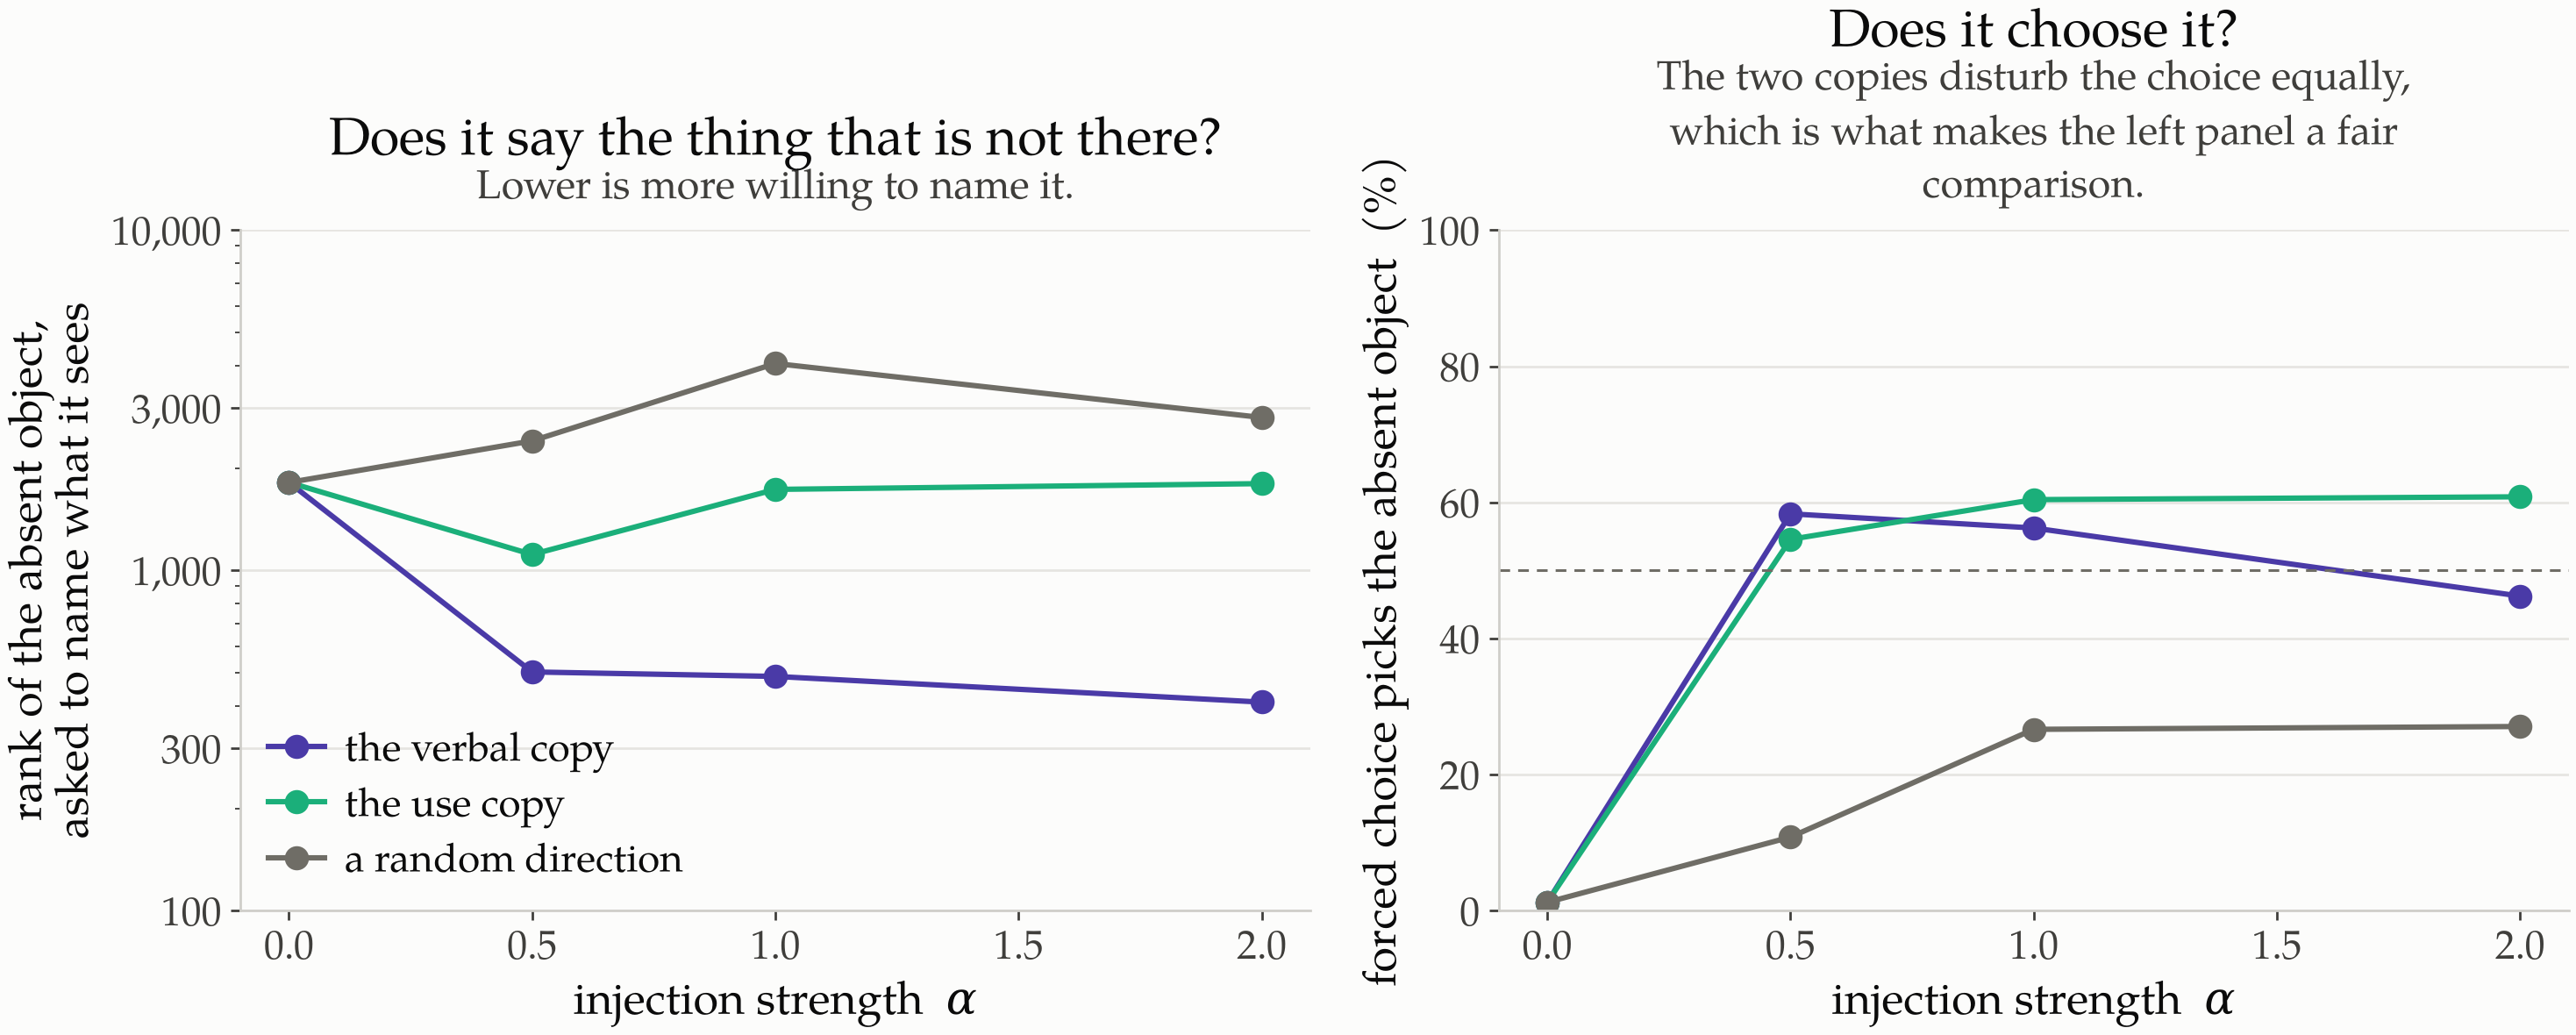 Does it say the thing that is not there?
Lower is more willing to name it.
rank of the absent object,
asked to name what it sees
10,000
3,000
1,000
300
100
the verbal copy
the use copy
a random direction
0.0
0.5
1.0
1.5
2.0
injection strength α
Does it choose it?
The two copies disturb the choice equally,
which is what makes the left panel a fair
comparison.
forced choice picks the absent object (%)
100
80
60
40
20
0
0.0
0.5
1.0
1.5
2.0
injection strength α